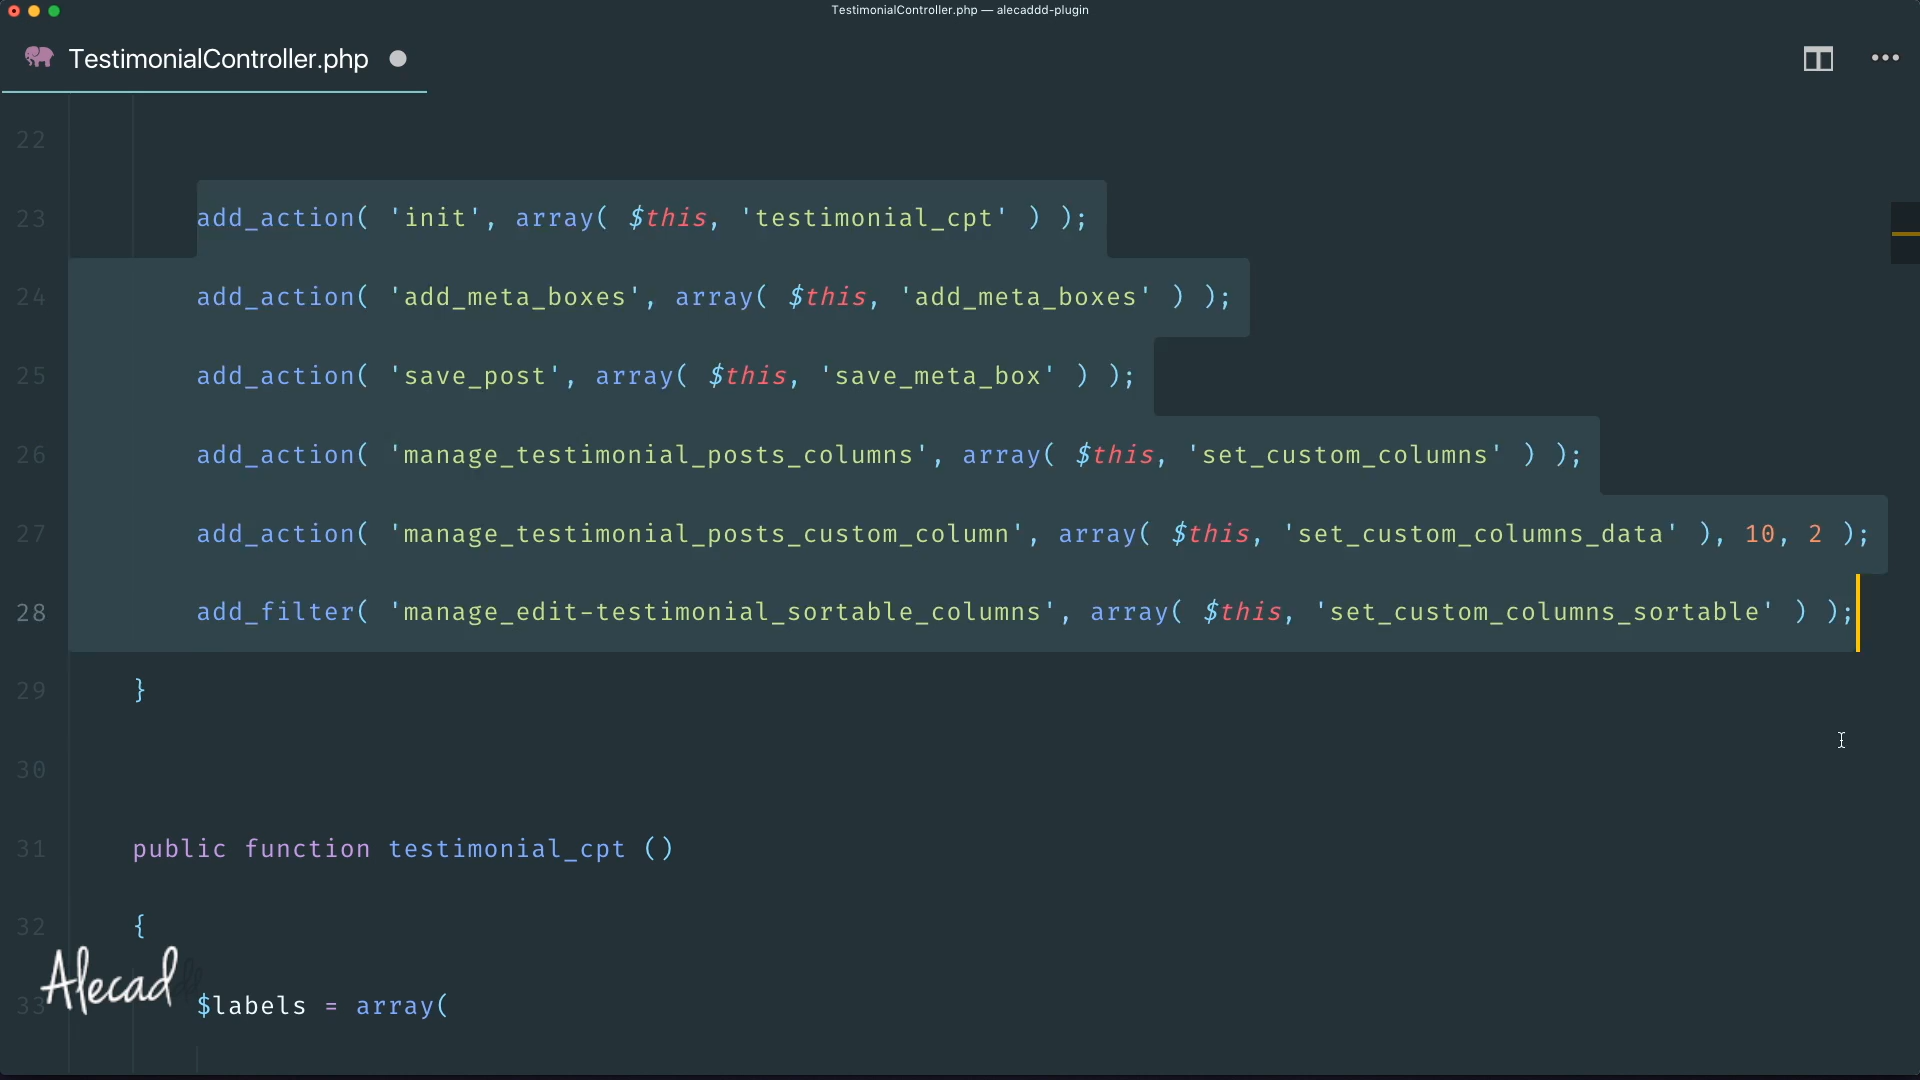 TestimonialController.php — alecaddd-plugin
TestimonialController.php
22
23 add_action( 'init', array( $this, 'testimonial_cpt' ) );
24 add_action( 'add_meta_boxes', array( $this, 'add_meta_boxes' ) );
25 add_action( 'save_post', array( $this, 'save_meta_box' ) );
26 add_action( 'manage_testimonial_posts_columns', array( $this, 'set_custom_columns' ) );
27 add_action( 'manage_testimonial_posts_custom_column', array( $this, 'set_custom_columns_data' ), 10, 2 );
28 add_filter( 'manage_edit-testimonial_sortable_columns', array( $this, 'set_custom_columns_sortable' ) );
29 }
30
31 public function testimonial_cpt ()
32 {
Alecad
33 $labels = array(